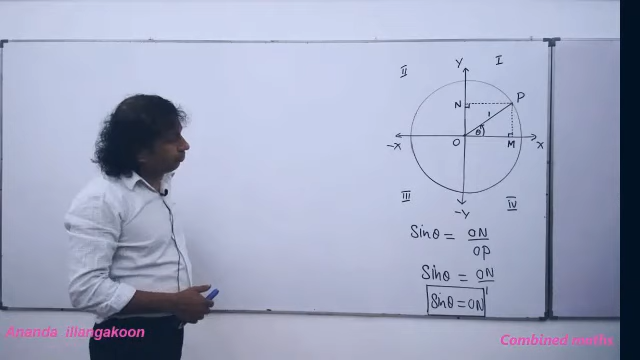 Y
I
II
N
P
1
θ
-X
O
M
X
III
IV
-Y
Sinθ = ON/OP
Sinθ = ON/1
Sinθ = ON
Ananda illangakoon
Combined maths